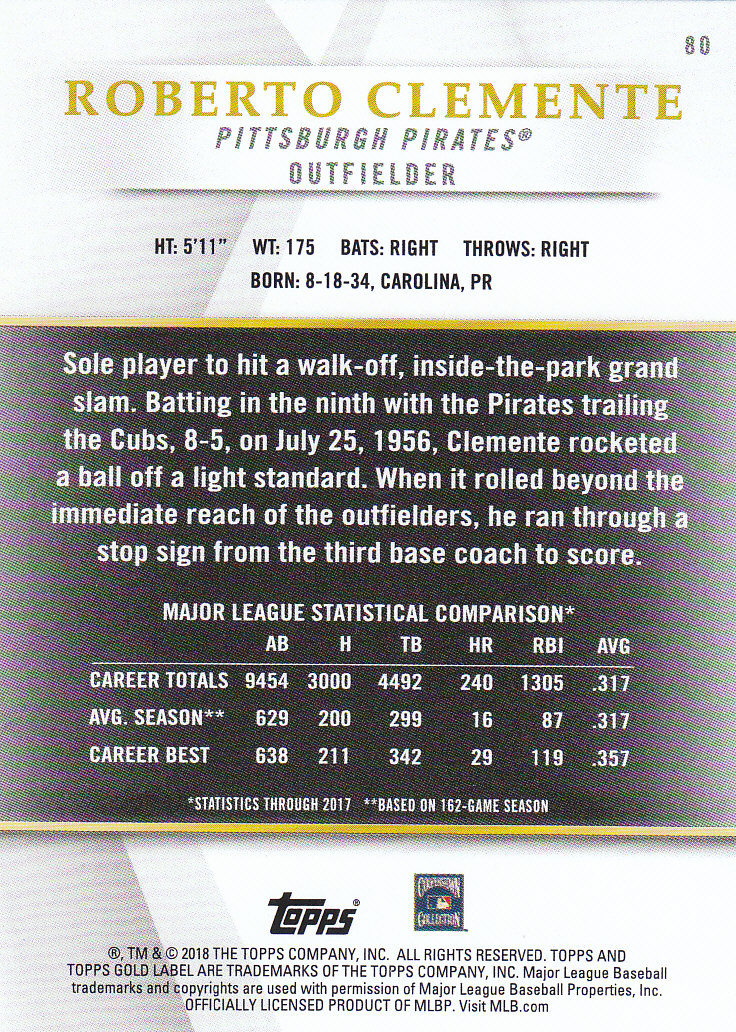 80
ROBERTO CLEMENTE
PITTSBURGH PIRATES®
OUTFIELDER
HT: 5'11" WT: 175 BATS: RIGHT THROWS: RIGHT
BORN: 8-18-34, CAROLINA, PR
Sole player to hit a walk-off, inside-the-park grand
slam. Batting in the ninth with the Pirates trailing
the Cubs, 8-5, on July 25, 1956, Clemente rocketed
a ball off a light standard. When it rolled beyond the
immediate reach of the outfielders, he ran through a
stop sign from the third base coach to score.
MAJOR LEAGUE STATISTICAL COMPARISON*
AB H TB HR RBI AVG
CAREER TOTALS 9454 3000 4492 240 1305 .317
AVG. SEASON** 629 200 299 16 87 .317
CAREER BEST 638 211 342 29 119 .357
*STATISTICS THROUGH 2017 **BASED ON 162-GAME SEASON
Topps®
COOPERSTOWN
COLLECTION
®, TM & © 2018 THE TOPPS COMPANY, INC. ALL RIGHTS RESERVED. TOPPS AND
TOPPS GOLD LABEL ARE TRADEMARKS OF THE TOPPS COMPANY, INC. Major League Baseball
trademarks and copyrights are used with permission of Major League Baseball Properties, Inc.
OFFICIALLY LICENSED PRODUCT OF MLBP. Visit MLB.com